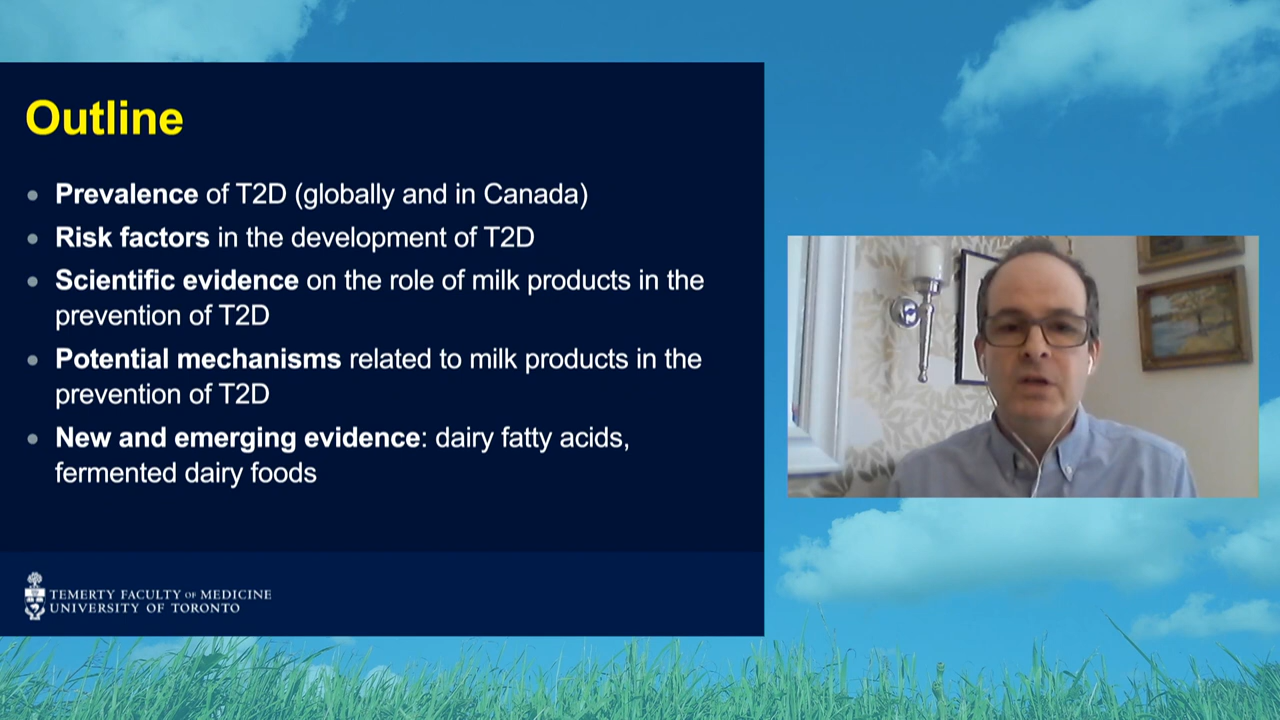 Outline
• Prevalence of T2D (globally and in Canada)
• Risk factors in the development of T2D
• Scientific evidence on the role of milk products in the
prevention of T2D
• Potential mechanisms related to milk products in the
prevention of T2D
• New and emerging evidence: dairy fatty acids,
fermented dairy foods
TEMERTY FACULTY OF MEDICINE
UNIVERSITY OF TORONTO